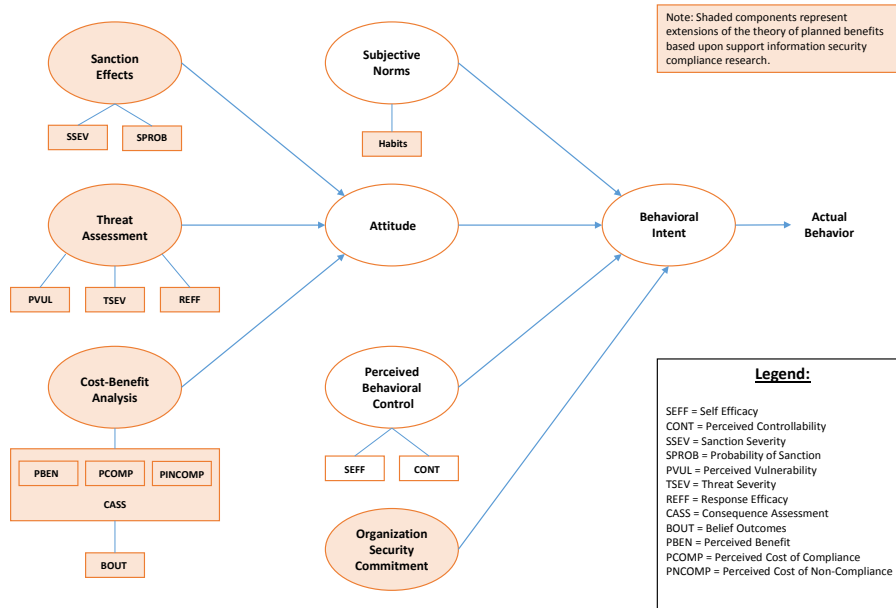 Sanction
Effects
SSEV
SPROB
Subjective
Norms
Habits
Note: Shaded components represent
extensions of the theory of planned benefits
based upon support information security
compliance research.
Threat
Assessment
PVUL
TSEV
REFF
Attitude
Behavioral
Intent
Actual
Behavior
Cost-Benefit
Analysis
PBEN
PCOMP
PINCOMP
CASS
BOUT
Perceived
Behavioral
Control
SEFF
CONT
Organization
Security
Commitment
Legend:
SEFF = Self Efficacy
CONT = Perceived Controllability
SSEV = Sanction Severity
SPROB = Probability of Sanction
PVUL = Perceived Vulnerability
TSEV = Threat Severity
REFF = Response Efficacy
CASS = Consequence Assessment
BOUT = Belief Outcomes
PBEN = Perceived Benefit
PCOMP = Perceived Cost of Compliance
PNCOMP = Perceived Cost of Non-Compliance